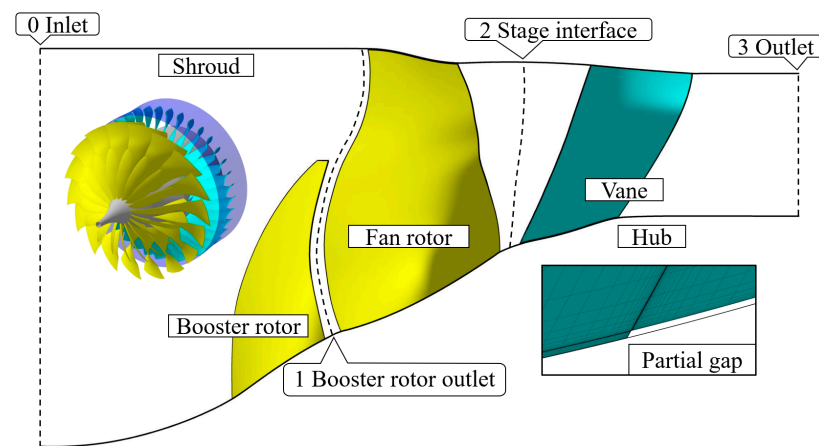 0 Inlet
2 Stage interface
3 Outlet
Shroud
Vane
Fan rotor
Hub
Booster rotor
Partial gap
1 Booster rotor outlet